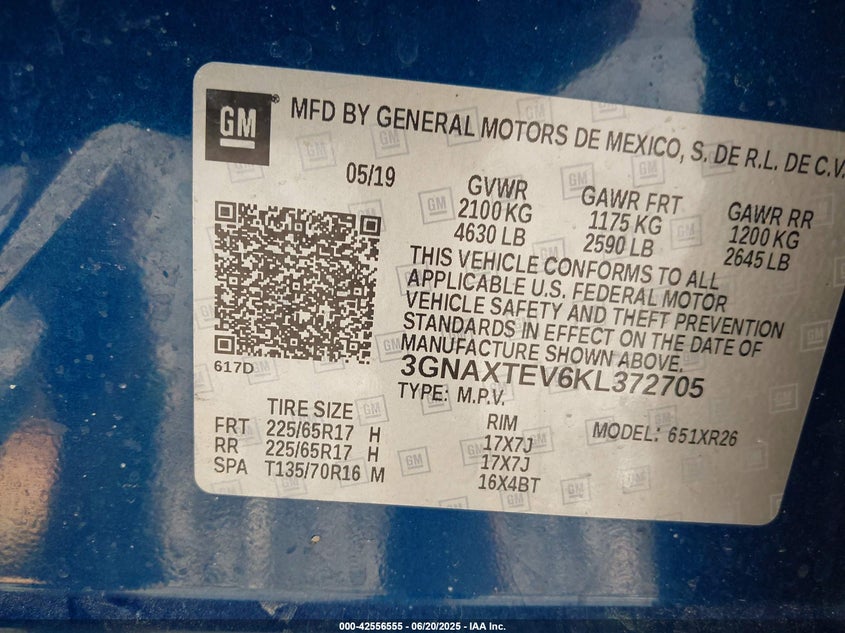 GM ® MFD BY GENERAL MOTORS DE MEXICO, S. DE R.L. DE C.V.
05/19
GVWR GAWR FRT GAWR RR
2100 KG 1175 KG 1200 KG
4630 LB 2590 LB 2645 LB
THIS VEHICLE CONFORMS TO ALL
APPLICABLE U.S. FEDERAL MOTOR
VEHICLE SAFETY AND THEFT PREVENTION
STANDARDS IN EFFECT ON THE DATE OF
MANUFACTURE SHOWN ABOVE.
617D
3GNAXTEV6KL372705
TYPE: M.P.V.
TIRE SIZE RIM MODEL: 651XR26
FRT 225/65R17 H 17X7J
RR 225/65R17 H 17X7J
SPA T135/70R16 M 16X4BT
000-42556555 - 06/20/2025 - IAA Inc.